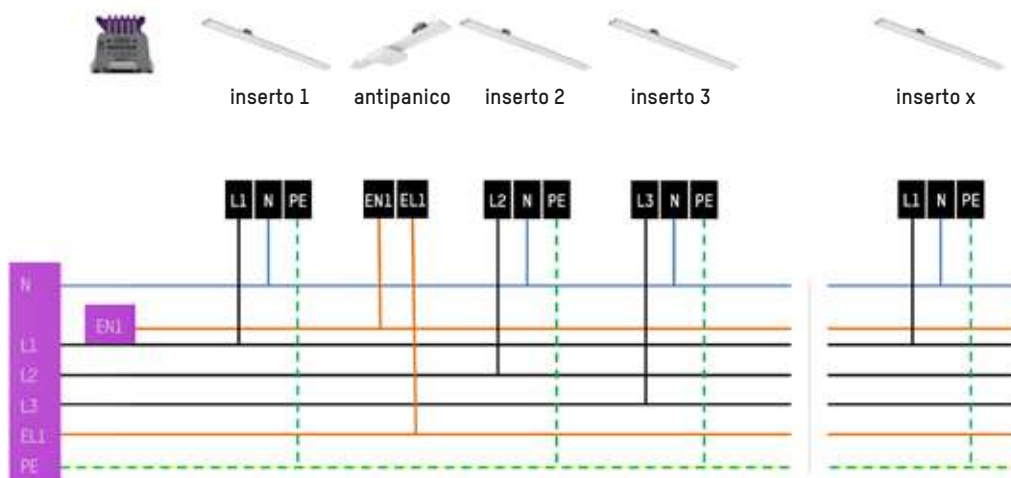 inserto 1 antipanico inserto 2 inserto 3 inserto x
L1 N PE EN1 EL1 L2 N PE L3 N PE L1 N PE
N
EN1
L1
L2
L3
EL1
PE